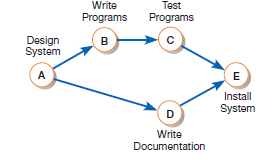 Write
Programs
Test
Programs
Design
System
B
C
A
E
Install
System
D
Write
Documentation